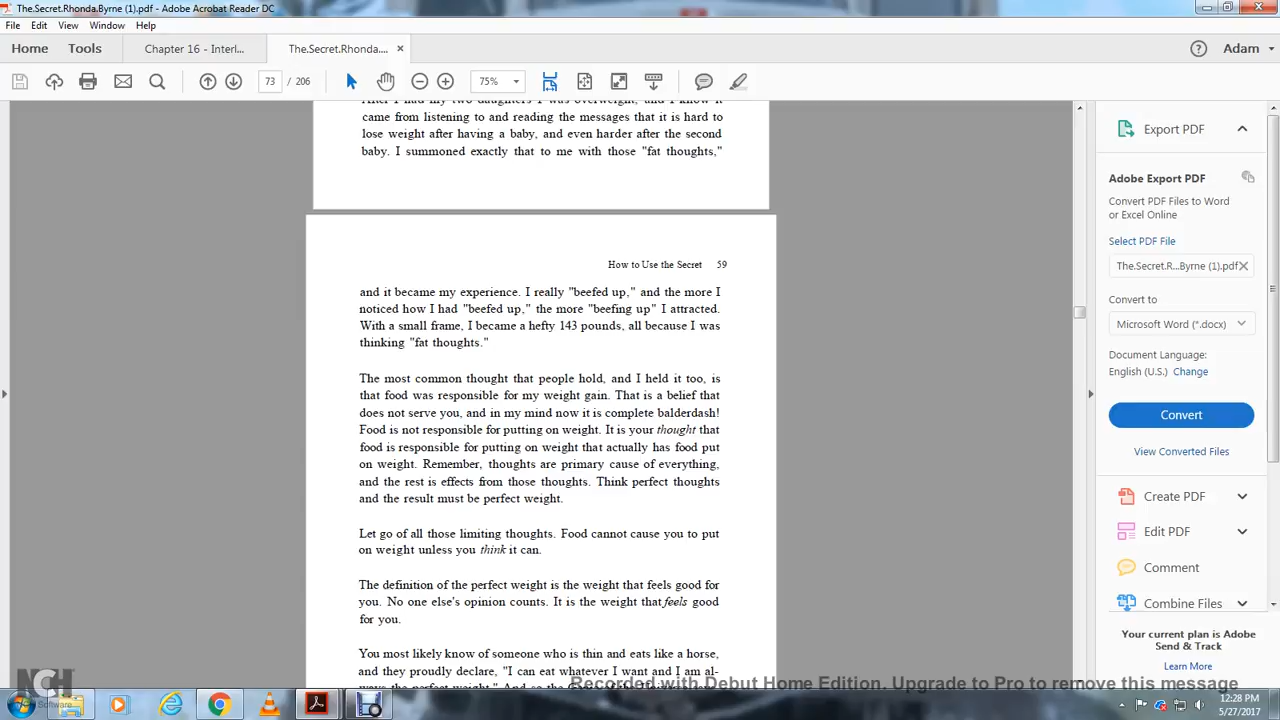 The.Secret.Rhonda.Byrne (1).pdf - Adobe Acrobat Reader DC
File Edit View Window Help
Home Tools Chapter 16 - Interl... The.Secret.Rhonda.... × Adam
73 / 206 75%
After I had my two daughters I was overweight, and I know it
came from listening to and reading the messages that it is hard to
lose weight after having a baby, and even harder after the second
baby. I summoned exactly that to me with those "fat thoughts,"
How to Use the Secret 59
and it became my experience. I really "beefed up," and the more I
noticed how I had "beefed up," the more "beefing up" I attracted.
With a small frame, I became a hefty 143 pounds, all because I was
thinking "fat thoughts."
The most common thought that people hold, and I held it too, is
that food was responsible for my weight gain. That is a belief that
does not serve you, and in my mind now it is complete balderdash!
Food is not responsible for putting on weight. It is your thought that
food is responsible for putting on weight that actually has food put
on weight. Remember, thoughts are primary cause of everything,
and the rest is effects from those thoughts. Think perfect thoughts
and the result must be perfect weight.
Let go of all those limiting thoughts. Food cannot cause you to put
on weight unless you think it can.
The definition of the perfect weight is the weight that feels good for
you. No one else's opinion counts. It is the weight that feels good
for you.
You most likely know of someone who is thin and eats like a horse,
and they proudly declare, "I can eat whatever I want and I am al-
ways the perfect weight."
Export PDF
Adobe Export PDF
Convert PDF Files to Word
or Excel Online
Select PDF File
The.Secret.R...Byrne (1).pdf ×
Convert to
Microsoft Word (*.docx)
Document Language:
English (U.S.) Change
Convert
View Converted Files
Create PDF
Edit PDF
Comment
Combine Files
Your current plan is Adobe
Send & Track
Learn More
Recorded with Debut Home Edition. Upgrade to Pro to remove this message
NCH Software
12:28 PM
5/27/2017